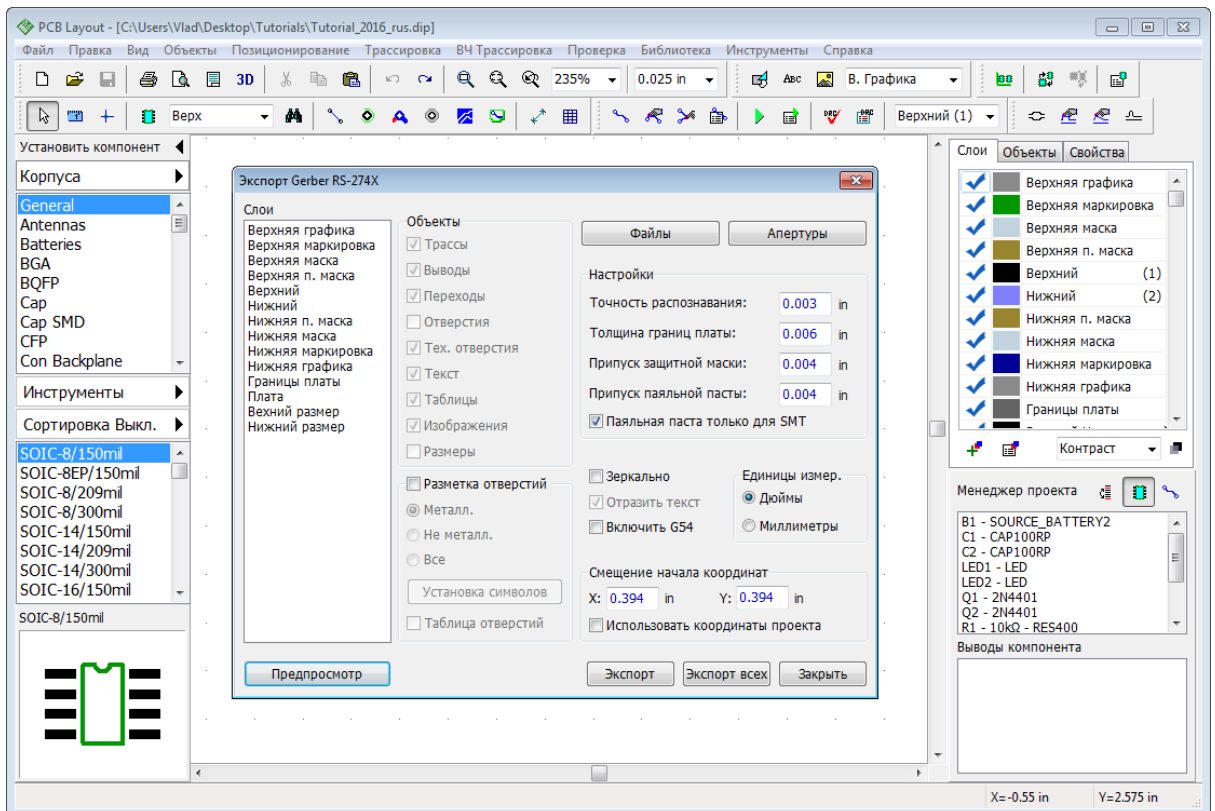 PCB Layout - [C:\Users\Vlad\Desktop\Tutorials\Tutorial_2016_rus.dip]
Файл Правка Вид Объекты Позиционирование Трассировка ВЧ Трассировка Проверка Библиотека Инструменты Справка
3D 235% 0.025 in ABC В. Графика
Верх DRC Верхний (1)
Установить компонент
Корпуса
General
Antennas
Batteries
BGA
BQFP
Cap
Cap SMD
CFP
Con Backplane
Инструменты
Сортировка Выкл.
SOIC-8/150mil
SOIC-8EP/150mil
SOIC-8/209mil
SOIC-8/300mil
SOIC-14/150mil
SOIC-14/209mil
SOIC-14/300mil
SOIC-16/150mil
SOIC-8/150mil
Экспорт Gerber RS-274X
Слои
Верхняя графика
Верхняя маркировка
Верхняя маска
Верхняя п. маска
Верхний
Нижний
Нижняя п. маска
Нижняя маска
Нижняя маркировка
Нижняя графика
Границы платы
Плата
Вехний размер
Нижний размер
Объекты
Трассы
Выводы
Переходы
Отверстия
Тех. отверстия
Текст
Таблицы
Изображения
Размеры
Разметка отверстий
Металл.
Не металл.
Все
Установка символов
Таблица отверстий
Файлы
Апертуры
Настройки
Точность распознавания: 0.003 in
Толщина границ платы: 0.006 in
Припуск защитной маски: 0.004 in
Припуск паяльной пасты: 0.004 in
Паяльная паста только для SMT
Зеркально
Отразить текст
Включить G54
Единицы измер.
Дюймы
Миллиметры
Смещение начала координат
X: 0.394 in Y: 0.394 in
Использовать координаты проекта
Предпросмотр
Экспорт
Экспорт всех
Закрыть
Слои Объекты Свойства
Верхняя графика
Верхняя маркировка
Верхняя маска
Верхняя п. маска
Верхний (1)
Нижний (2)
Нижняя п. маска
Нижняя маска
Нижняя маркировка
Нижняя графика
Границы платы
Контраст
Менеджер проекта
B1 - SOURCE_BATTERY2
C1 - CAP100RP
C2 - CAP100RP
LED1 - LED
LED2 - LED
Q1 - 2N4401
Q2 - 2N4401
R1 - 10kΩ - RES400
Выводы компонента
X=-0.55 in Y=2.575 in